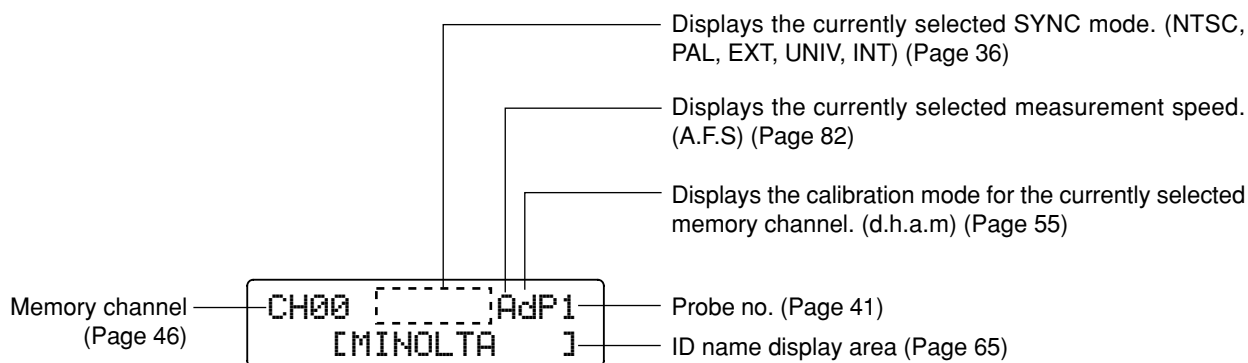 Displays the currently selected SYNC mode. (NTSC,
PAL, EXT, UNIV, INT) (Page 36)
Displays the currently selected measurement speed.
(A.F.S) (Page 82)
Displays the calibration mode for the currently selected
memory channel. (d.h.a.m) (Page 55)
Memory channel
(Page 46)
CH00 AdP1
[MINOLTA ]
Probe no. (Page 41)
ID name display area (Page 65)